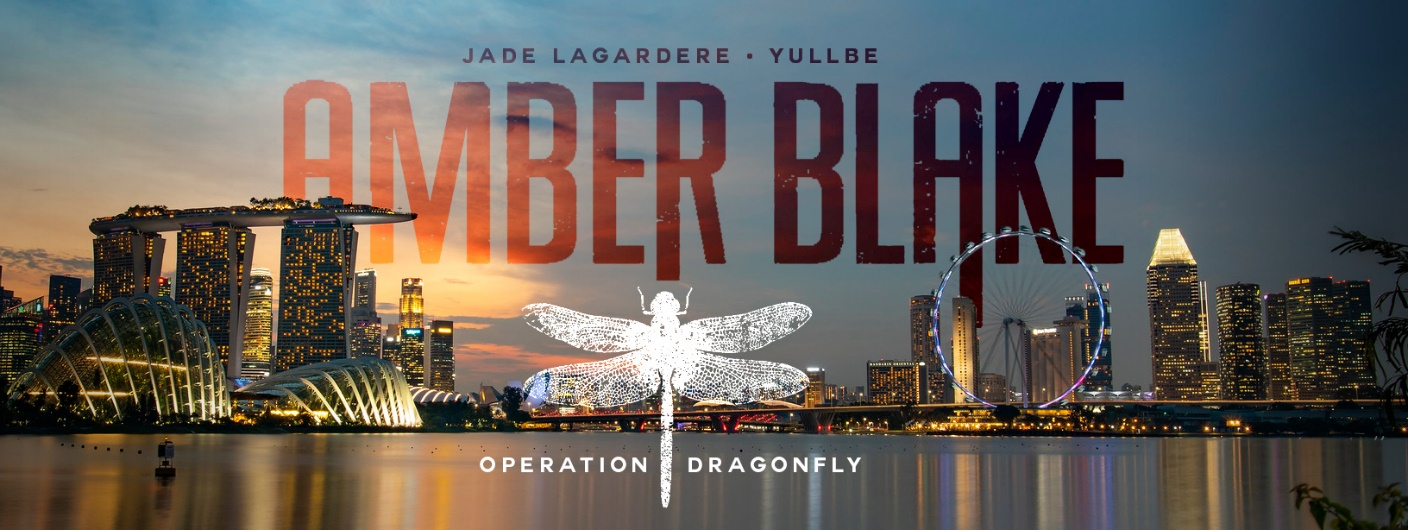 JADE LAGARDERE • YULLBE
AMBER BLAKE
OPERATION DRAGONFLY